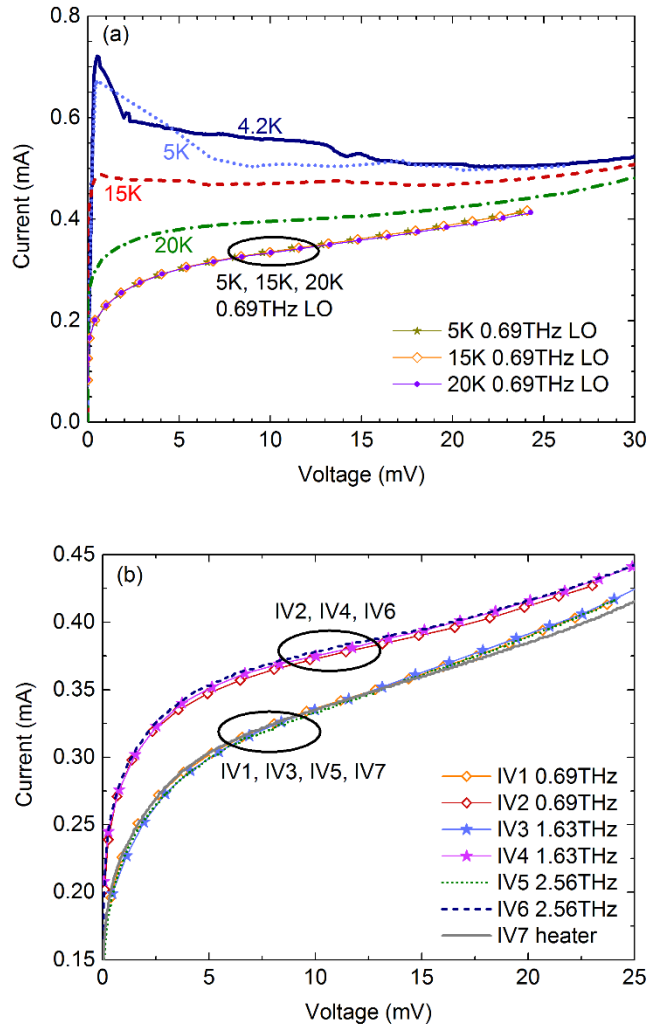 (a)
0.8
0.6
0.4
0.2
0.0
Current (mA)
4.2K
5K
15K
20K
5K, 15K, 20K
0.69THz LO
5K 0.69THz LO
15K 0.69THz LO
20K 0.69THz LO
0 5 10 15 20 25 30
Voltage (mV)
(b)
0.45
0.40
0.35
0.30
0.25
0.20
0.15
Current (mA)
IV2, IV4, IV6
IV1, IV3, IV5, IV7
IV1 0.69THz
IV2 0.69THz
IV3 1.63THz
IV4 1.63THz
IV5 2.56THz
IV6 2.56THz
IV7 heater
0 5 10 15 20 25
Voltage (mV)